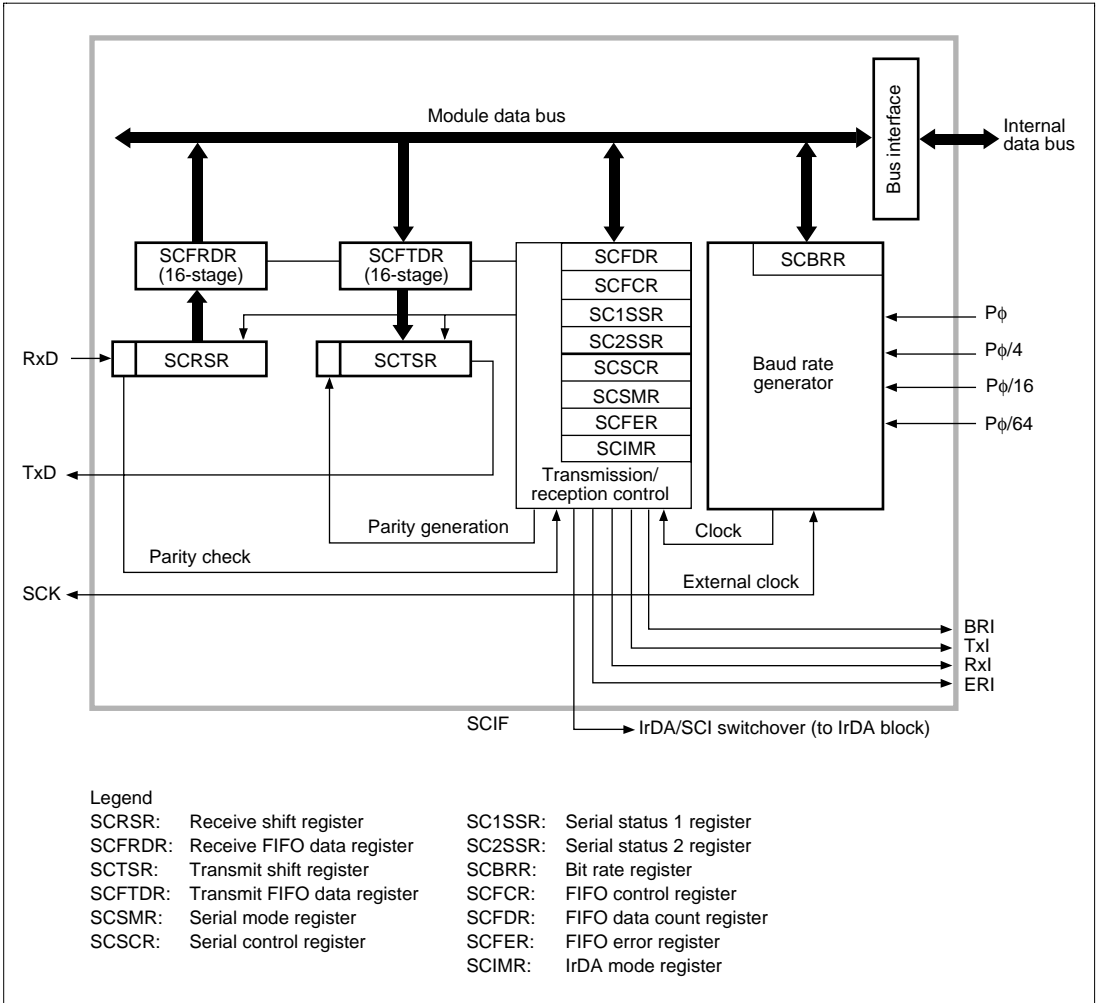 Module data bus
Bus interface
Internal
data bus
SCFRDR
(16-stage)
SCFTDR
(16-stage)
SCFDR
SCFCR
SC1SSR
SC2SSR
SCSCR
SCSMR
SCFER
SCIMR
Transmission/
reception control
SCBRR
Baud rate
generator
Pϕ
Pϕ/4
Pϕ/16
Pϕ/64
RxD
SCRSR
SCTSR
TxD
Parity generation
Clock
Parity check
SCK
External clock
BRI
TxI
RxI
ERI
SCIF
IrDA/SCI switchover (to IrDA block)
Legend
SCRSR: Receive shift register
SCFRDR: Receive FIFO data register
SCTSR: Transmit shift register
SCFTDR: Transmit FIFO data register
SCSMR: Serial mode register
SCSCR: Serial control register
SC1SSR: Serial status 1 register
SC2SSR: Serial status 2 register
SCBRR: Bit rate register
SCFCR: FIFO control register
SCFDR: FIFO data count register
SCFER: FIFO error register
SCIMR: IrDA mode register